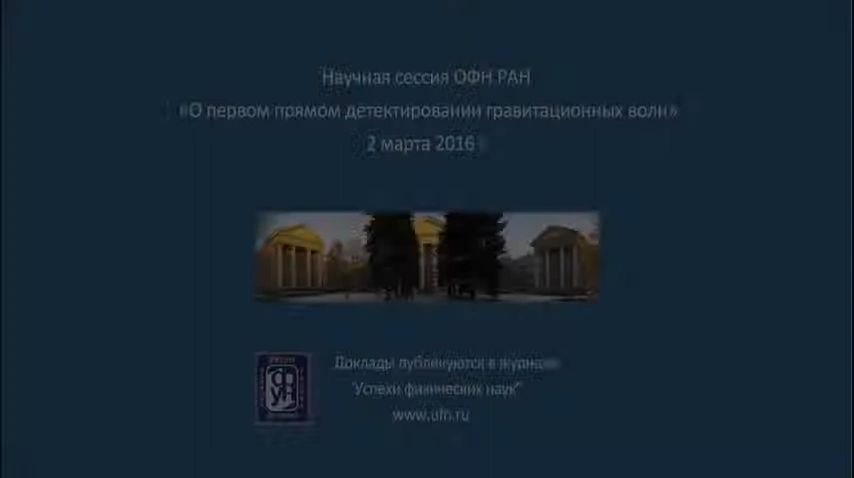 Научная сессия ОФН РАН
«О первом прямом детектировании гравитационных волн»
2 марта 2016
Доклады публикуются в журнале
"Успехи физических наук"
www.ufn.ru
УФН